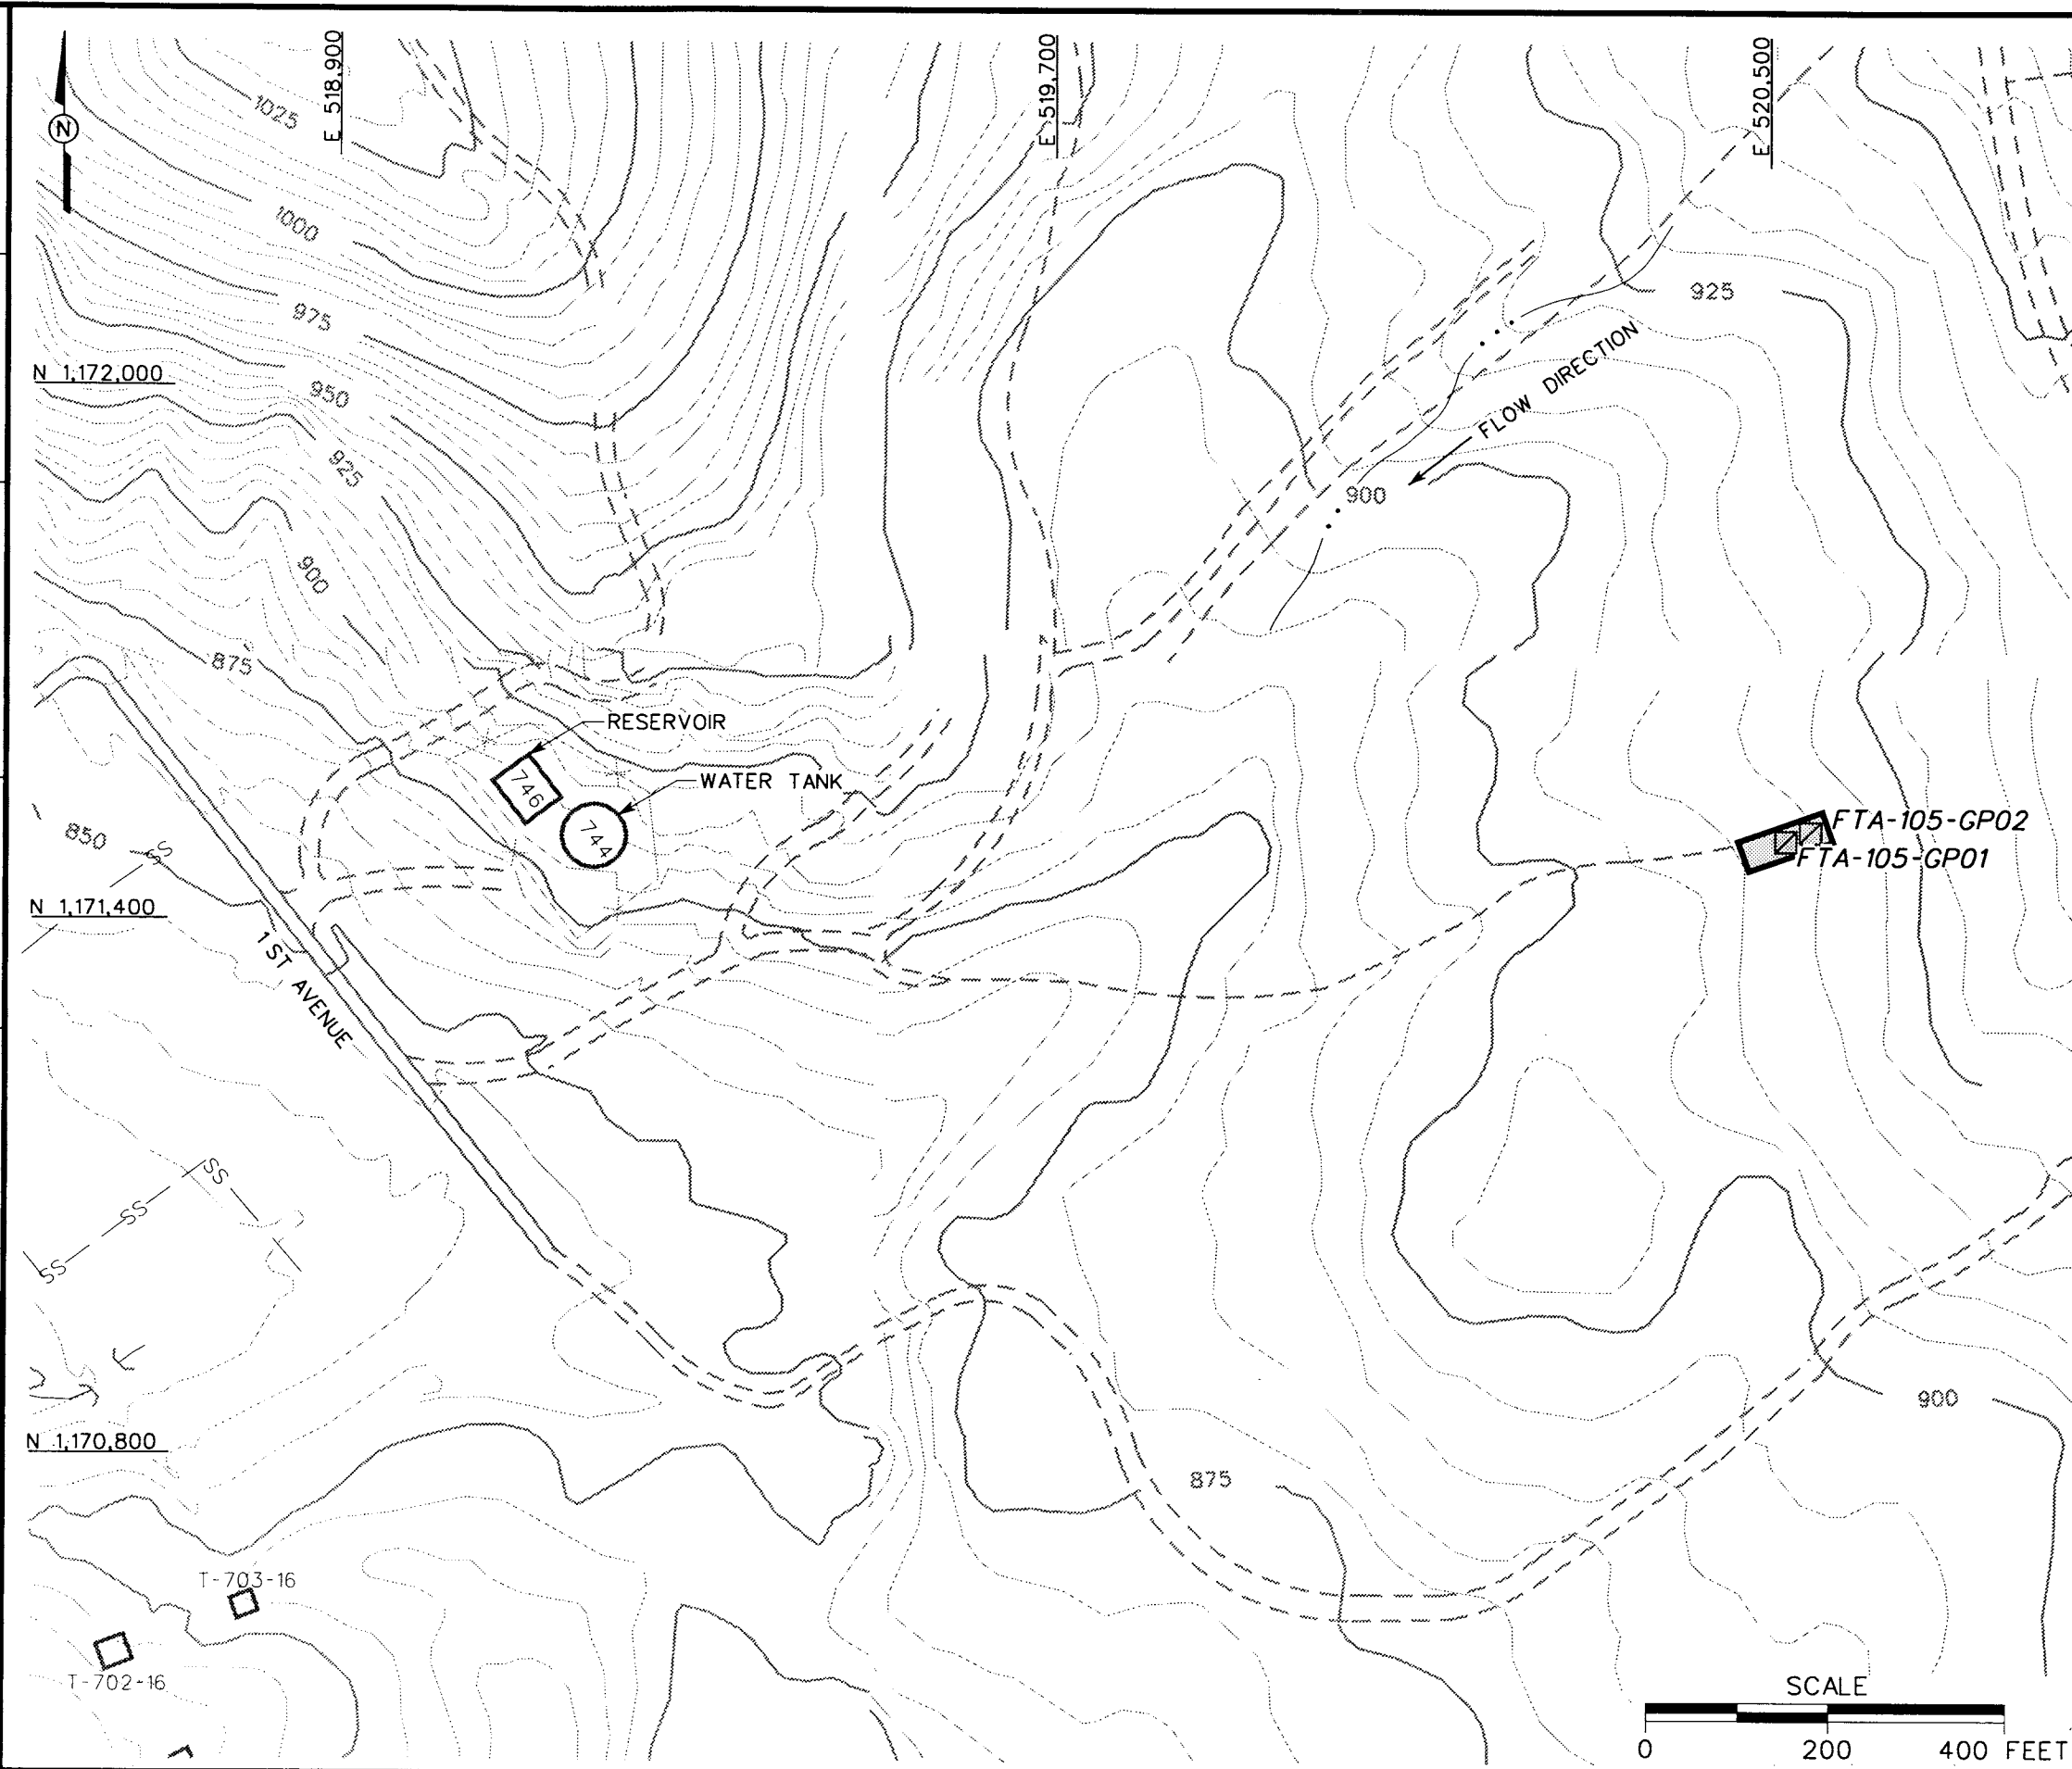 E 518,900
E 519,700
E 520,500
1025
N
1000
925
975
FLOW DIRECTION
N 1,172,000
950
925
900
900
875
RESERVOIR
746
WATER TANK
744
850
SS
FTA-105-GP02
FTA-105-GP01
N 1,171,400
1ST AVENUE
SS
SS
SS
900
N 1,170,800
875
T-703-16
T-702-16
SCALE
0 200 400 FEET